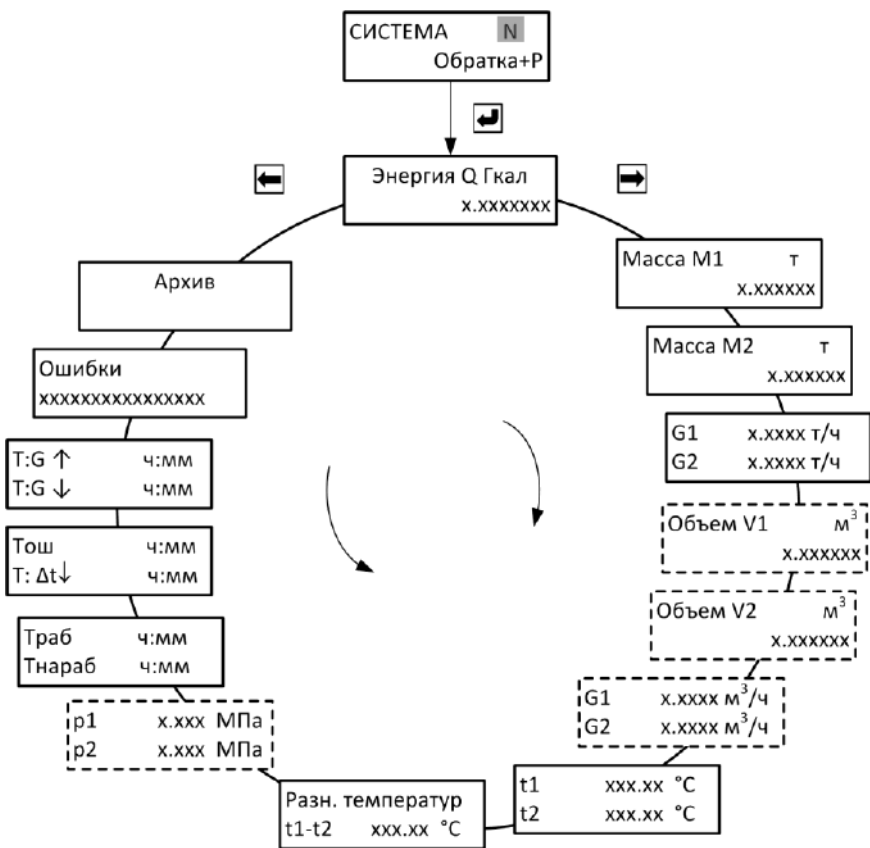 СИСТЕМА N
Обратка+Р
Энергия Q Гкал
x.xxxxxxx
Масса M1 т
x.xxxxxx
Масса M2 т
x.xxxxxx
G1 x.xxxx т/ч
G2 x.xxxx т/ч
Объем V1 м³
x.xxxxxx
Объем V2 м³
x.xxxxxx
G1 x.xxxx м³/ч
G2 x.xxxx м³/ч
t1 xxx.xx °C
t2 xxx.xx °C
Разн. температур
t1-t2 xxx.xx °C
p1 x.xxx МПа
p2 x.xxx МПа
Траб ч:мм
Тнараб ч:мм
Тош ч:мм
T: Δt↓ ч:мм
T:G ↑ ч:мм
T:G ↓ ч:мм
Ошибки
xxxxxxxxxxxxxxxx
Архив